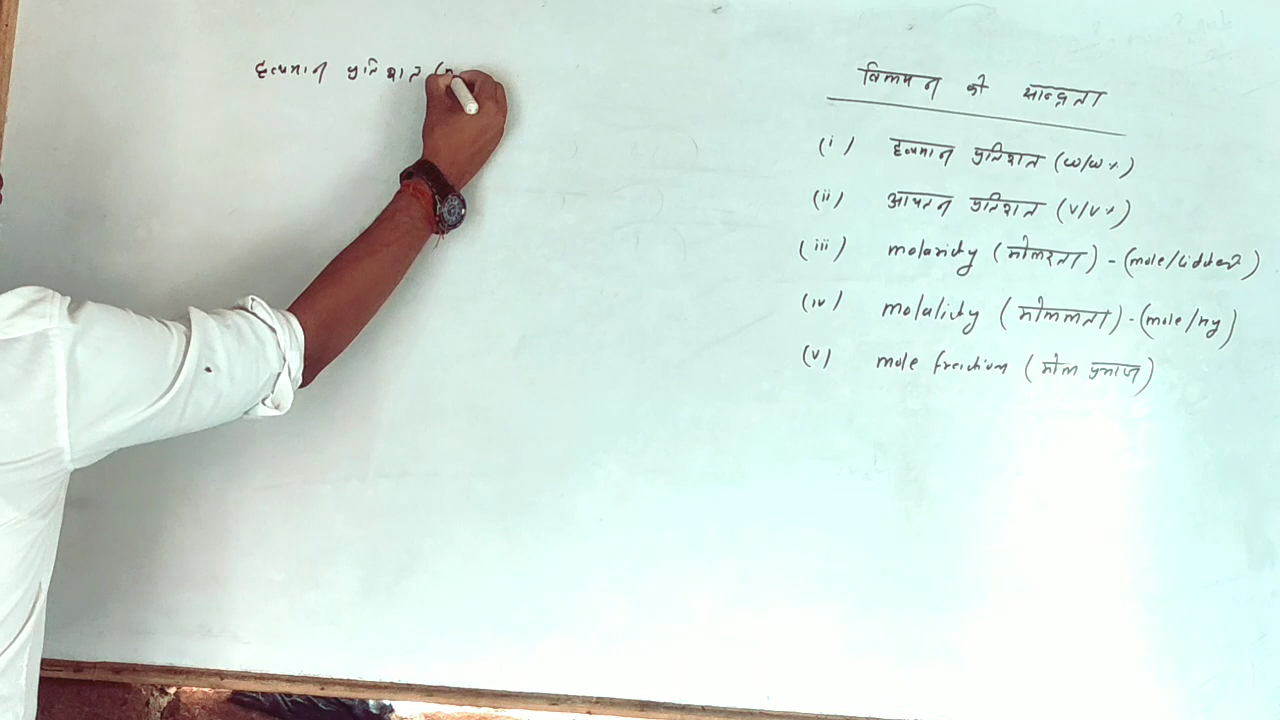 द्रव्यमान प्रतिशत (m
विलयन की सान्द्रता
(i) द्रव्यमान प्रतिशत (w/w%)
(ii) आयतन प्रतिशत (v/v%)
(iii) molarity (मोलरता) - (mole/litter)
(iv) molality (मोललता) - (mole/kg)
(v) mole fraction (मोल प्रभाज)